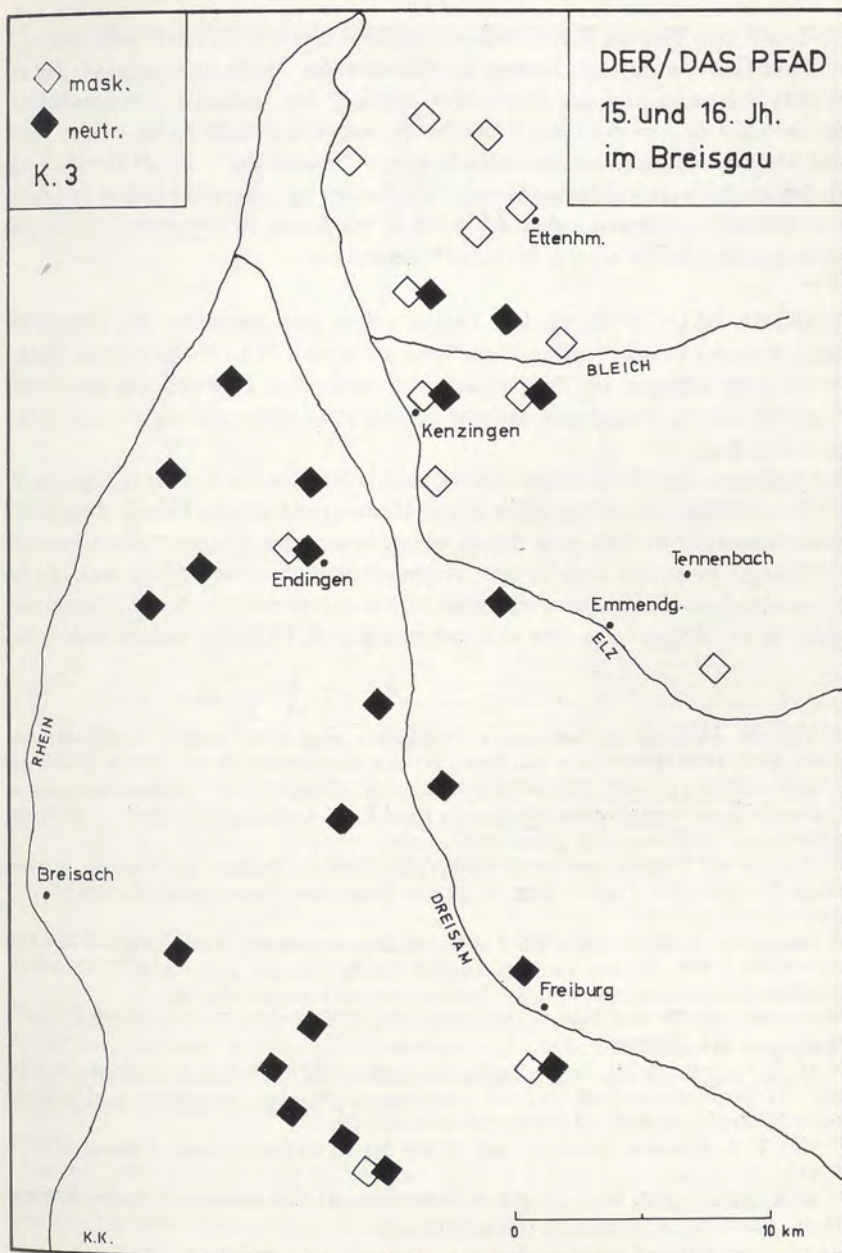 mask.
neutr.
K. 3
DER/DAS PFAD
15. und 16. Jh.
im Breisgau
Ettenhm.
BLEICH
Kenzingen
Tennenbach
Endingen
Emmendg.
ELZ
RHEIN
Breisach
DREISAM
Freiburg
K.K.
0 10 km